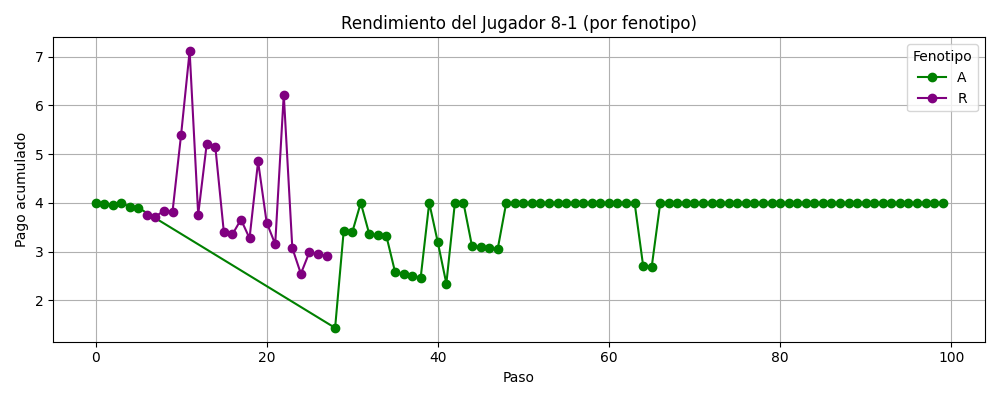 Rendimiento del Jugador 8-1 (por fenotipo)
Pago acumulado
7
6
5
4
3
2
Fenotipo
A
R
0 20 40 60 80 100
Paso